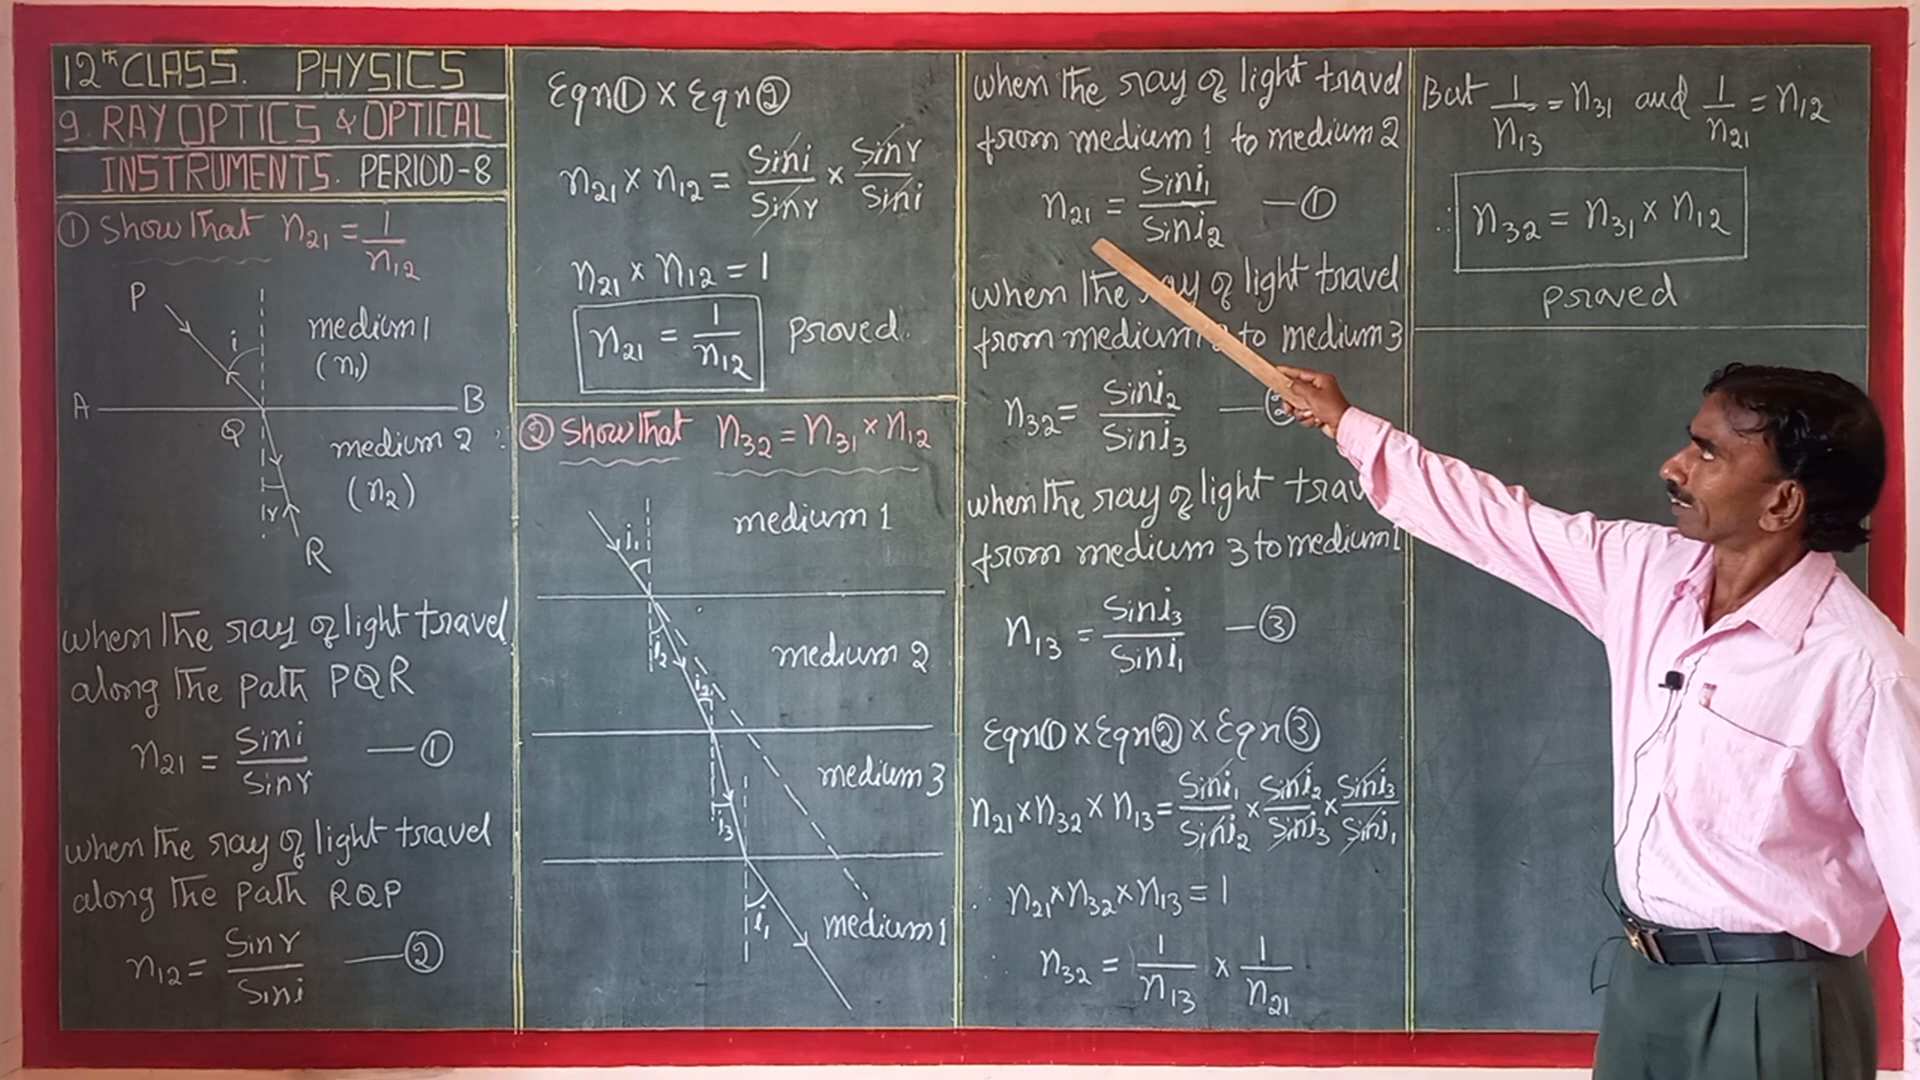 12th CLASS. PHYSICS
9. RAY OPTICS & OPTICAL
INSTRUMENTS. PERIOD-8
① Show that n₂₁ = 1/n₁₂
P
i
medium 1
(n₁)
A
B
Q
medium 2
(n₂)
r
R
when the ray of light travel
along the path PQR
n₂₁ = Sini/Sinr —①
when the ray of light travel
along the path RQP
n₁₂ = Sinr/Sini —②
Eqn① × Eqn②
n₂₁ × n₁₂ = Sini/Sinr × Sinr/Sini
n₂₁ × n₁₂ = 1
n₂₁ = 1/n₁₂ proved.
② Show that n₃₂ = n₃₁ × n₁₂
medium 1
i₁
i₂
medium 2
i₂
medium 3
i₃
i₁
medium 1
when the ray of light travel
from medium 1 to medium 2
n₂₁ = Sini₁/Sini₂ —①
when the ray of light travel
from medium 2 to medium 3
n₃₂ = Sini₂/Sini₃ —②
when the ray of light trav
from medium 3 to medium 1
n₁₃ = Sini₃/Sini₁ —③
Eqn① × Eqn② × Eqn③
n₂₁ × n₃₂ × n₁₃ = Sini₁/Sini₂ × Sini₂/Sini₃ × Sini₃/Sini₁
∴ n₂₁ × n₃₂ × n₁₃ = 1
∴ n₃₂ = 1/n₁₃ × 1/n₂₁
But 1/n₁₃ = n₃₁ and 1/n₂₁ = n₁₂
∴ n₃₂ = n₃₁ × n₁₂
proved